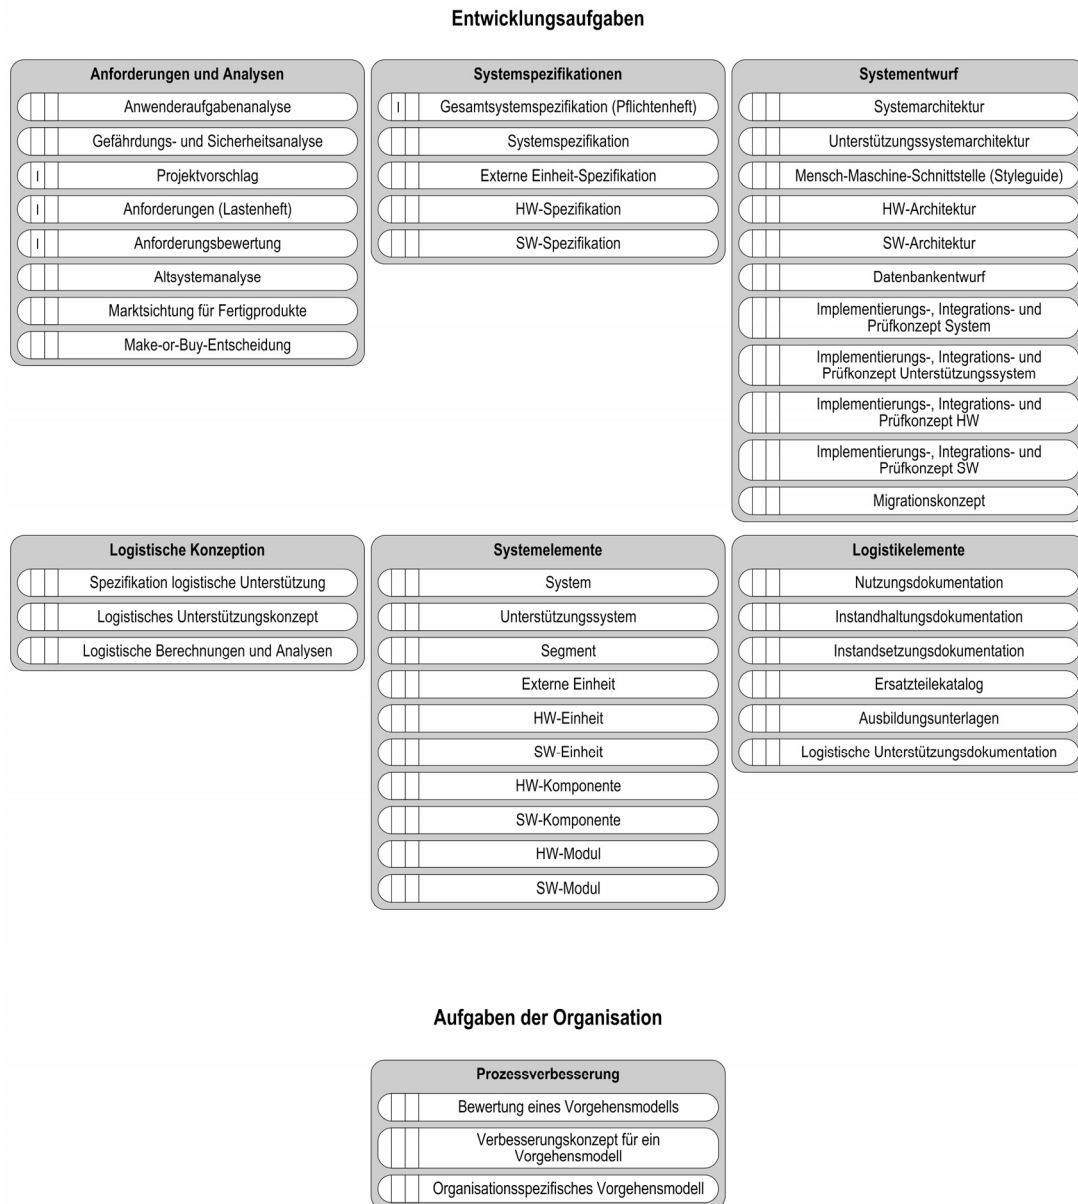 Entwicklungsaufgaben
Anforderungen und Analysen
Anwenderaufgabenanalyse
Gefährdungs- und Sicherheitsanalyse
I Projektvorschlag
I Anforderungen (Lastenheft)
I Anforderungsbewertung
Altsystemanalyse
Marktsichtung für Fertigprodukte
Make-or-Buy-Entscheidung
Systemspezifikationen
I Gesamtsystemspezifikation (Pflichtenheft)
Systemspezifikation
Externe Einheit-Spezifikation
HW-Spezifikation
SW-Spezifikation
Systementwurf
Systemarchitektur
Unterstützungssystemarchitektur
Mensch-Maschine-Schnittstelle (Styleguide)
HW-Architektur
SW-Architektur
Datenbankentwurf
Implementierungs-, Integrations- und
Prüfkonzept System
Implementierungs-, Integrations- und
Prüfkonzept Unterstützungssystem
Implementierungs-, Integrations- und
Prüfkonzept HW
Implementierungs-, Integrations- und
Prüfkonzept SW
Migrationskonzept
Logistische Konzeption
Spezifikation logistische Unterstützung
Logistisches Unterstützungskonzept
Logistische Berechnungen und Analysen
Systemelemente
System
Unterstützungssystem
Segment
Externe Einheit
HW-Einheit
SW-Einheit
HW-Komponente
SW-Komponente
HW-Modul
SW-Modul
Logistikelemente
Nutzungsdokumentation
Instandhaltungsdokumentation
Instandsetzungsdokumentation
Ersatzteilekatalog
Ausbildungsunterlagen
Logistische Unterstützungsdokumentation
Aufgaben der Organisation
Prozessverbesserung
Bewertung eines Vorgehensmodells
Verbesserungskonzept für ein
Vorgehensmodell
Organisationsspezifisches Vorgehensmodell